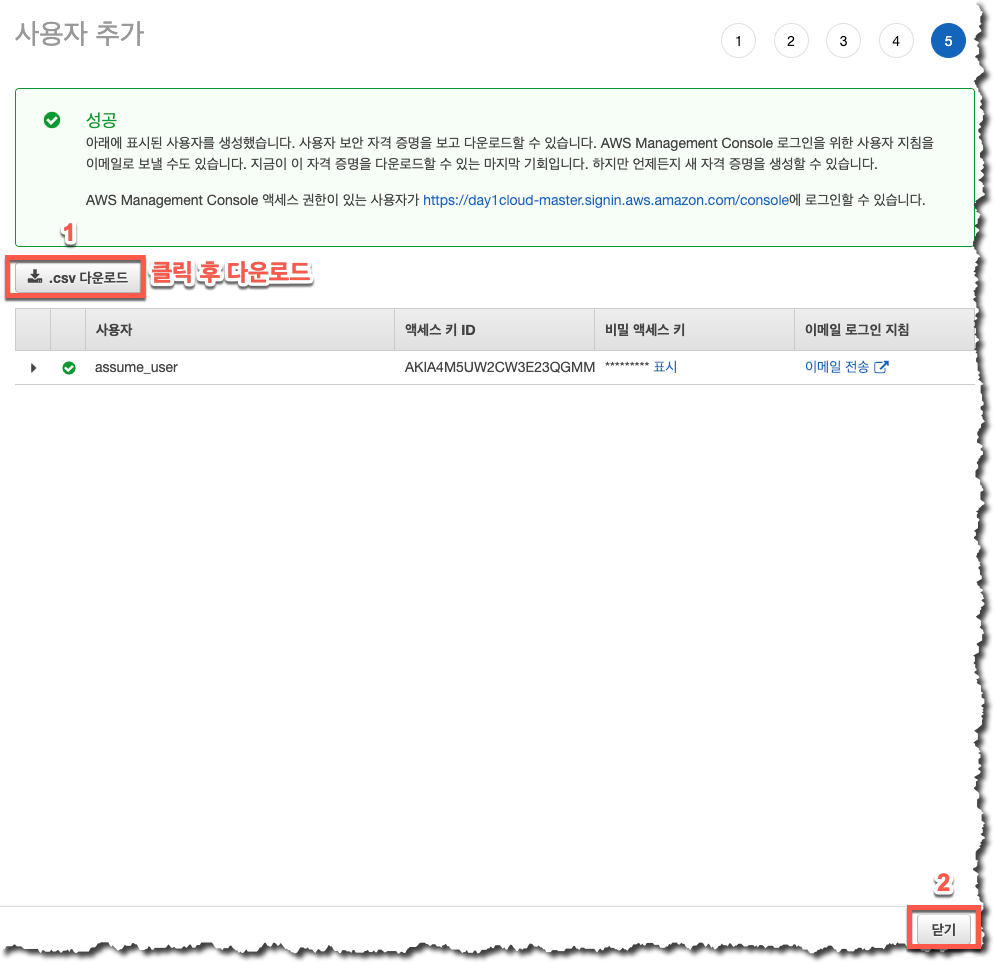 사용자 추가
1 2 3 4 5
성공
아래에 표시된 사용자를 생성했습니다. 사용자 보안 자격 증명을 보고 다운로드할 수 있습니다. AWS Management Console 로그인을 위한 사용자 지침을
이메일로 보낼 수도 있습니다. 지금이 이 자격 증명을 다운로드할 수 있는 마지막 기회입니다. 하지만 언제든지 새 자격 증명을 생성할 수 있습니다.
AWS Management Console 액세스 권한이 있는 사용자가 https://day1cloud-master.signin.aws.amazon.com/console에 로그인할 수 있습니다.
1
.csv 다운로드 클릭 후 다운로드
사용자 액세스 키 ID 비밀 액세스 키 이메일 로그인 지침
assume_user AKIA4M5UW2CW3E23QGMM ********* 표시 이메일 전송
2
닫기